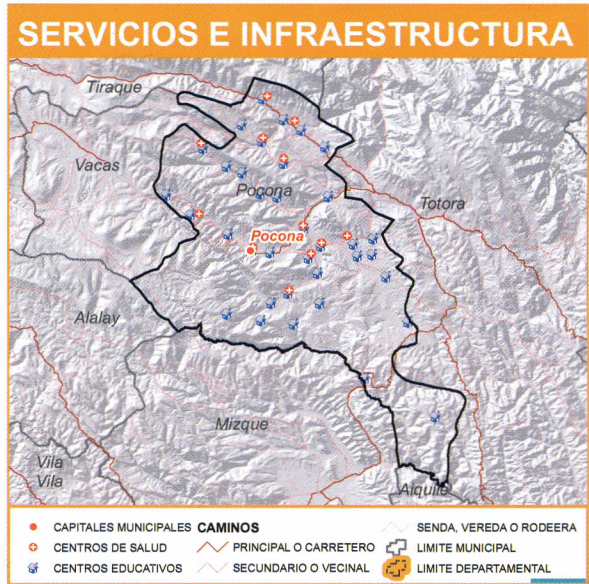 SERVICIOS E INFRAESTRUCTURA
Tiraque
Vacas
Pocona
Totora
Pocona
Alalay
Mizque
Vila
Vila
Aiquile
CAPITALES MUNICIPALES
CENTROS DE SALUD
CENTROS EDUCATIVOS
CAMINOS
PRINCIPAL O CARRETERO
SECUNDARIO O VECINAL
SENDA, VEREDA O RODEERA
LIMITE MUNICIPAL
LIMITE DEPARTAMENTAL